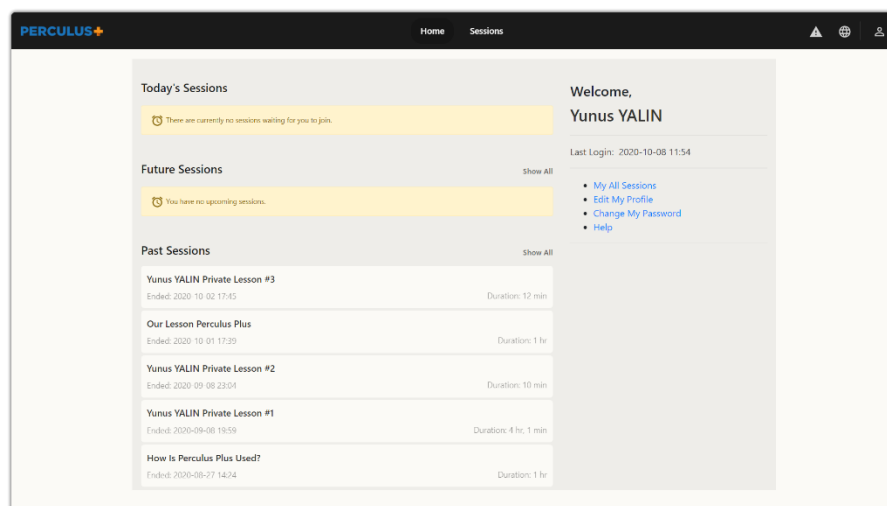 PERCULUS+
Home Sessions
Today's Sessions
There are currently no sessions waiting for you to join.
Future Sessions Show All
You have no upcoming sessions.
Past Sessions Show All
Yunus YALIN Private Lesson #3
Ended: 2020-10-02 17:45 Duration: 12 min
Our Lesson Perculus Plus
Ended: 2020-10-01 17:39 Duration: 1 hr
Yunus YALIN Private Lesson #2
Ended: 2020-09-08 23:04 Duration: 10 min
Yunus YALIN Private Lesson #1
Ended: 2020-09-08 19:59 Duration: 4 hr, 1 min
How Is Perculus Plus Used?
Ended: 2020-08-27 14:24 Duration: 1 hr
Welcome,
Yunus YALIN
Last Login: 2020-10-08 11:54
My All Sessions
Edit My Profile
Change My Password
Help